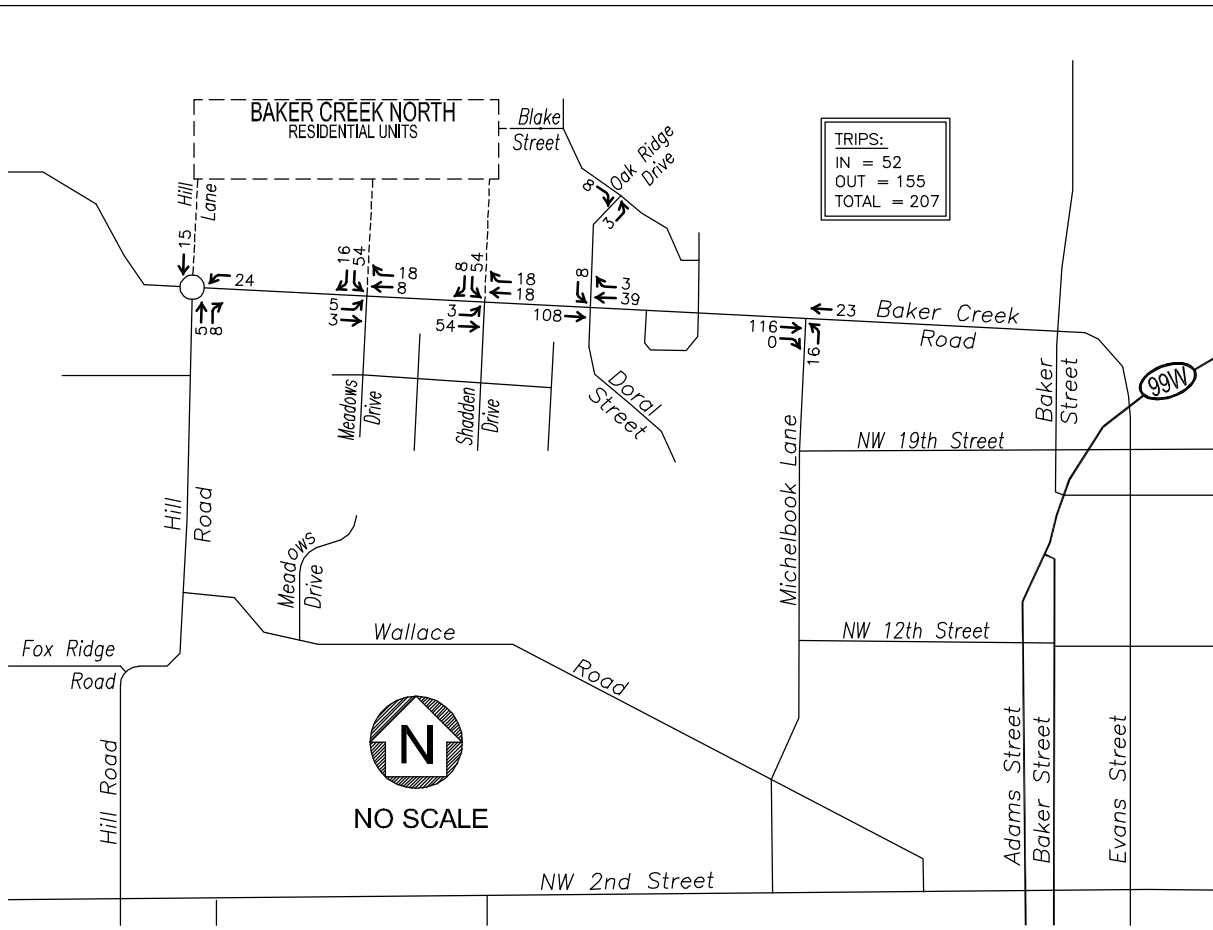 BAKER CREEK NORTH
RESIDENTIAL UNITS
Blake
Street
Oak Ridge
Drive
TRIPS:
IN = 52
OUT = 155
TOTAL = 207
Hill
Lane
15
24
5
8
16
54
18
8
5
3
8
54
18
18
3
54
8
3
8
3
39
108
116
0
16
23
Baker Creek
Road
Baker
Street
99W
Meadows
Drive
Shadden
Drive
Doral
Street
Michelbook Lane
NW 19th Street
Hill
Road
Meadows
Drive
Wallace
Road
NW 12th Street
Fox Ridge
Road
Hill Road
N
NO SCALE
Adams Street
Baker Street
Evans Street
NW 2nd Street